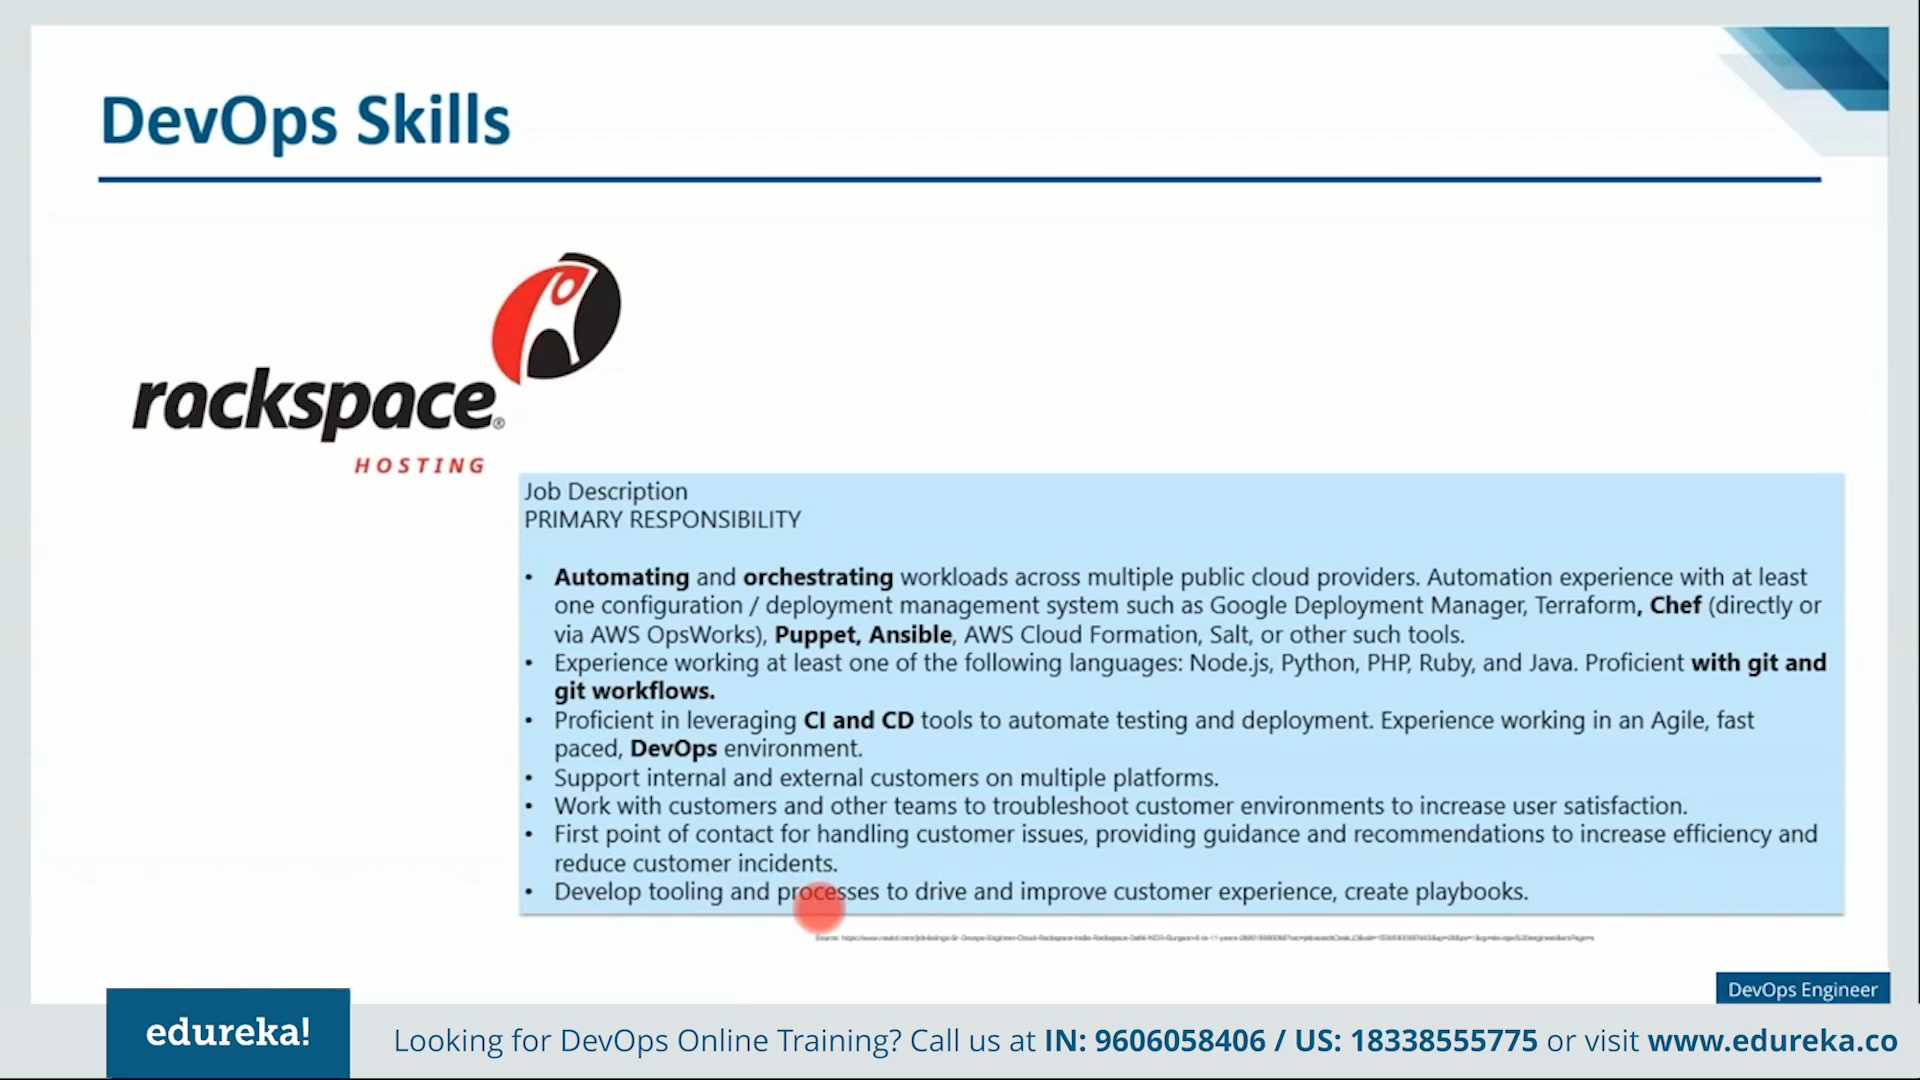 DevOps Skills
rackspace®
HOSTING
Job Description
PRIMARY RESPONSIBILITY
• Automating and orchestrating workloads across multiple public cloud providers. Automation experience with at least
one configuration / deployment management system such as Google Deployment Manager, Terraform, Chef (directly or
via AWS OpsWorks), Puppet, Ansible, AWS Cloud Formation, Salt, or other such tools.
• Experience working at least one of the following languages: Node.js, Python, PHP, Ruby, and Java. Proficient with git and
git workflows.
• Proficient in leveraging CI and CD tools to automate testing and deployment. Experience working in an Agile, fast
paced, DevOps environment.
• Support internal and external customers on multiple platforms.
• Work with customers and other teams to troubleshoot customer environments to increase user satisfaction.
• First point of contact for handling customer issues, providing guidance and recommendations to increase efficiency and
reduce customer incidents.
• Develop tooling and processes to drive and improve customer experience, create playbooks.
DevOps Engineer
edureka!
Looking for DevOps Online Training? Call us at IN: 9606058406 / US: 18338555775 or visit www.edureka.co